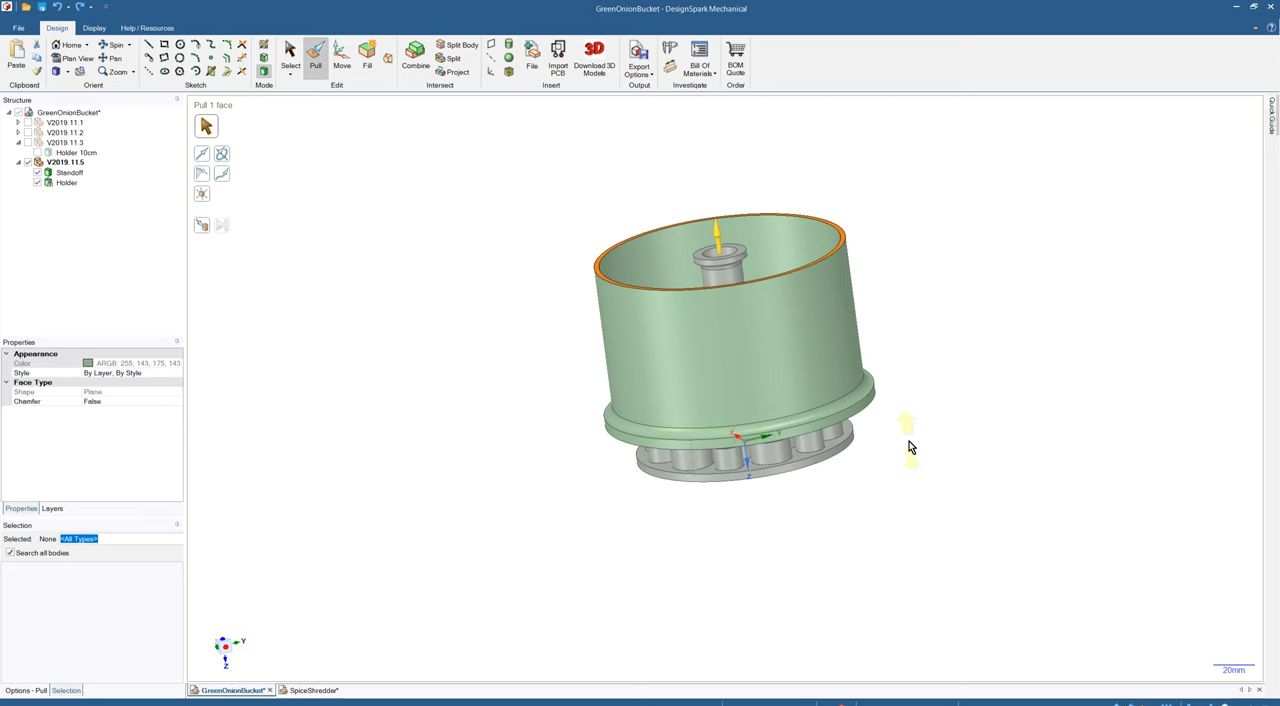 GreenOnionBucket - DesignSpark Mechanical
File Design Display Help / Resources
Home Spin Split Body
Paste Plan View Pan Select Pull Move Fill Combine Split File Import PCB Download 3D Models Export Options Bill Of Materials BOM Quote
Zoom Project
Clipboard Orient Sketch Mode Edit Intersect Insert Output Investigate Order
Structure
GreenOnionBucket*
V2019.11.1
V2019.11.2
V2019.11.3
Holder 10cm
V2019.11.5
Standoff
Holder
Pull 1 face
Quick Guide
3D
Properties
Appearance
Color ARGB: 255, 143, 175, 143
Style By Layer, By Style
Face Type
Shape Plane
Chamfer False
X Y Z
Properties Layers
Selection
Selected: None <All Types>
Search all bodies
Y
Z
20mm
Options - Pull Selection GreenOnionBucket* SpiceShredder*